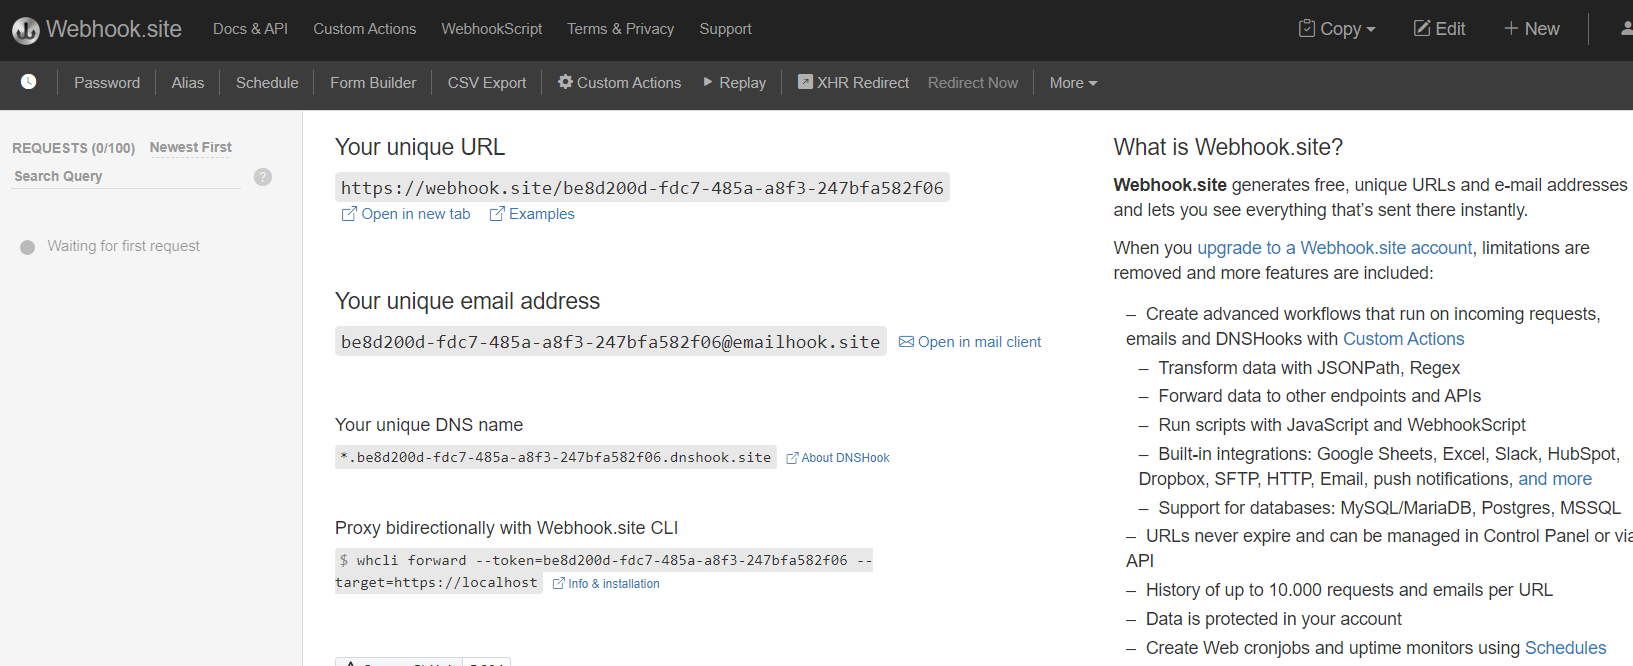 Webhook.site Docs & API Custom Actions WebhookScript Terms & Privacy Support Copy Edit New
Password Alias Schedule Form Builder CSV Export Custom Actions Replay XHR Redirect Redirect Now More
REQUESTS (0/100) Newest First
Search Query ?
Waiting for first request
Your unique URL
https://webhook.site/be8d200d-fdc7-485a-a8f3-247bfa582f06
Open in new tab Examples
Your unique email address
be8d200d-fdc7-485a-a8f3-247bfa582f06@emailhook.site Open in mail client
Your unique DNS name
*.be8d200d-fdc7-485a-a8f3-247bfa582f06.dnshook.site About DNSHook
Proxy bidirectionally with Webhook.site CLI
$ whcli forward --token=be8d200d-fdc7-485a-a8f3-247bfa582f06 --
target=https://localhost Info & installation
What is Webhook.site?
Webhook.site generates free, unique URLs and e-mail addresses
and lets you see everything that's sent there instantly.
When you upgrade to a Webhook.site account, limitations are
removed and more features are included:
– Create advanced workflows that run on incoming requests,
emails and DNSHooks with Custom Actions
– Transform data with JSONPath, Regex
– Forward data to other endpoints and APIs
– Run scripts with JavaScript and WebhookScript
– Built-in integrations: Google Sheets, Excel, Slack, HubSpot,
Dropbox, SFTP, HTTP, Email, push notifications, and more
– Support for databases: MySQL/MariaDB, Postgres, MSSQL
– URLs never expire and can be managed in Control Panel or via
API
– History of up to 10.000 requests and emails per URL
– Data is protected in your account
– Create Web cronjobs and uptime monitors using Schedules